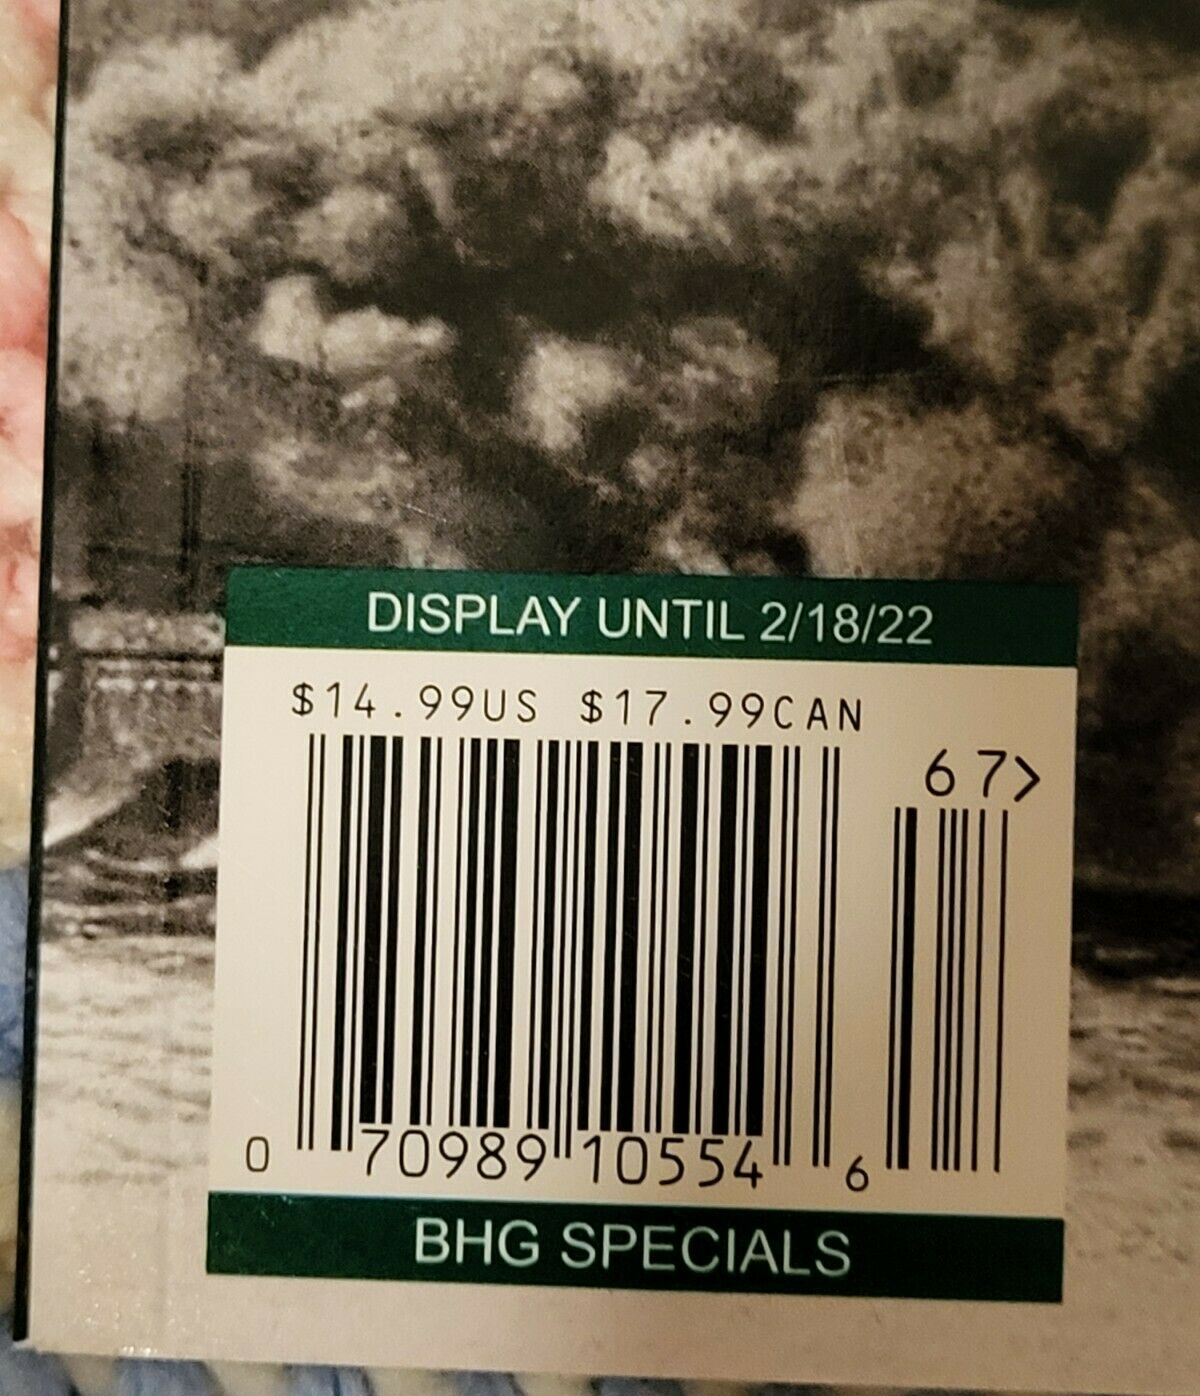 DISPLAY UNTIL 2/18/22
$14.99US $17.99CAN
67>
0 70989 10554 6
BHG SPECIALS